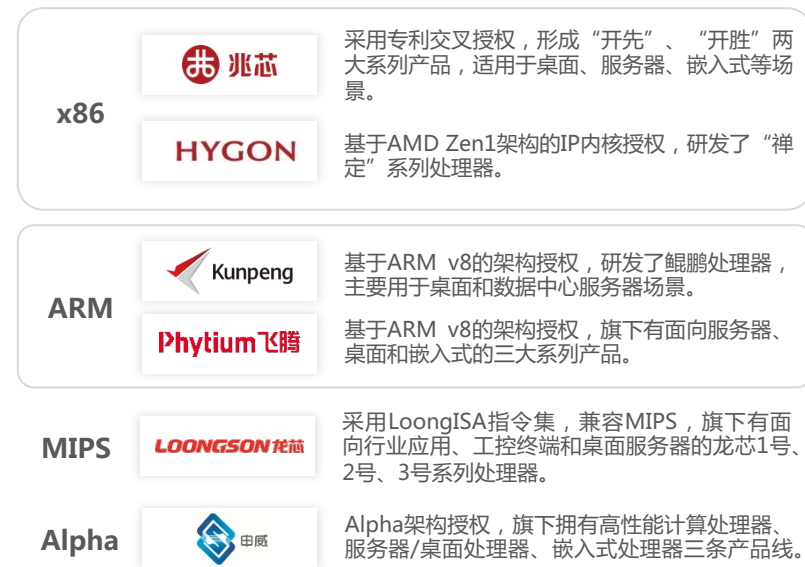 x86
兆芯
采用专利交叉授权，形成“开先”、“开胜”两
大系列产品，适用于桌面、服务器、嵌入式等场
景。
HYGON
基于AMD Zen1架构的IP内核授权，研发了“禅
定”系列处理器。
ARM
Kunpeng
基于ARM v8的架构授权，研发了鲲鹏处理器，
主要用于桌面和数据中心服务器场景。
Phytium飞腾
基于ARM v8的架构授权，旗下有面向服务器、
桌面和嵌入式的三大系列产品。
MIPS
LOONGSON龙芯
采用LoongISA指令集，兼容MIPS，旗下有面
向行业应用、工控终端和桌面服务器的龙芯1号、
2号、3号系列处理器。
Alpha
申威
Alpha架构授权，旗下拥有高性能计算处理器、
服务器/桌面处理器、嵌入式处理器三条产品线。